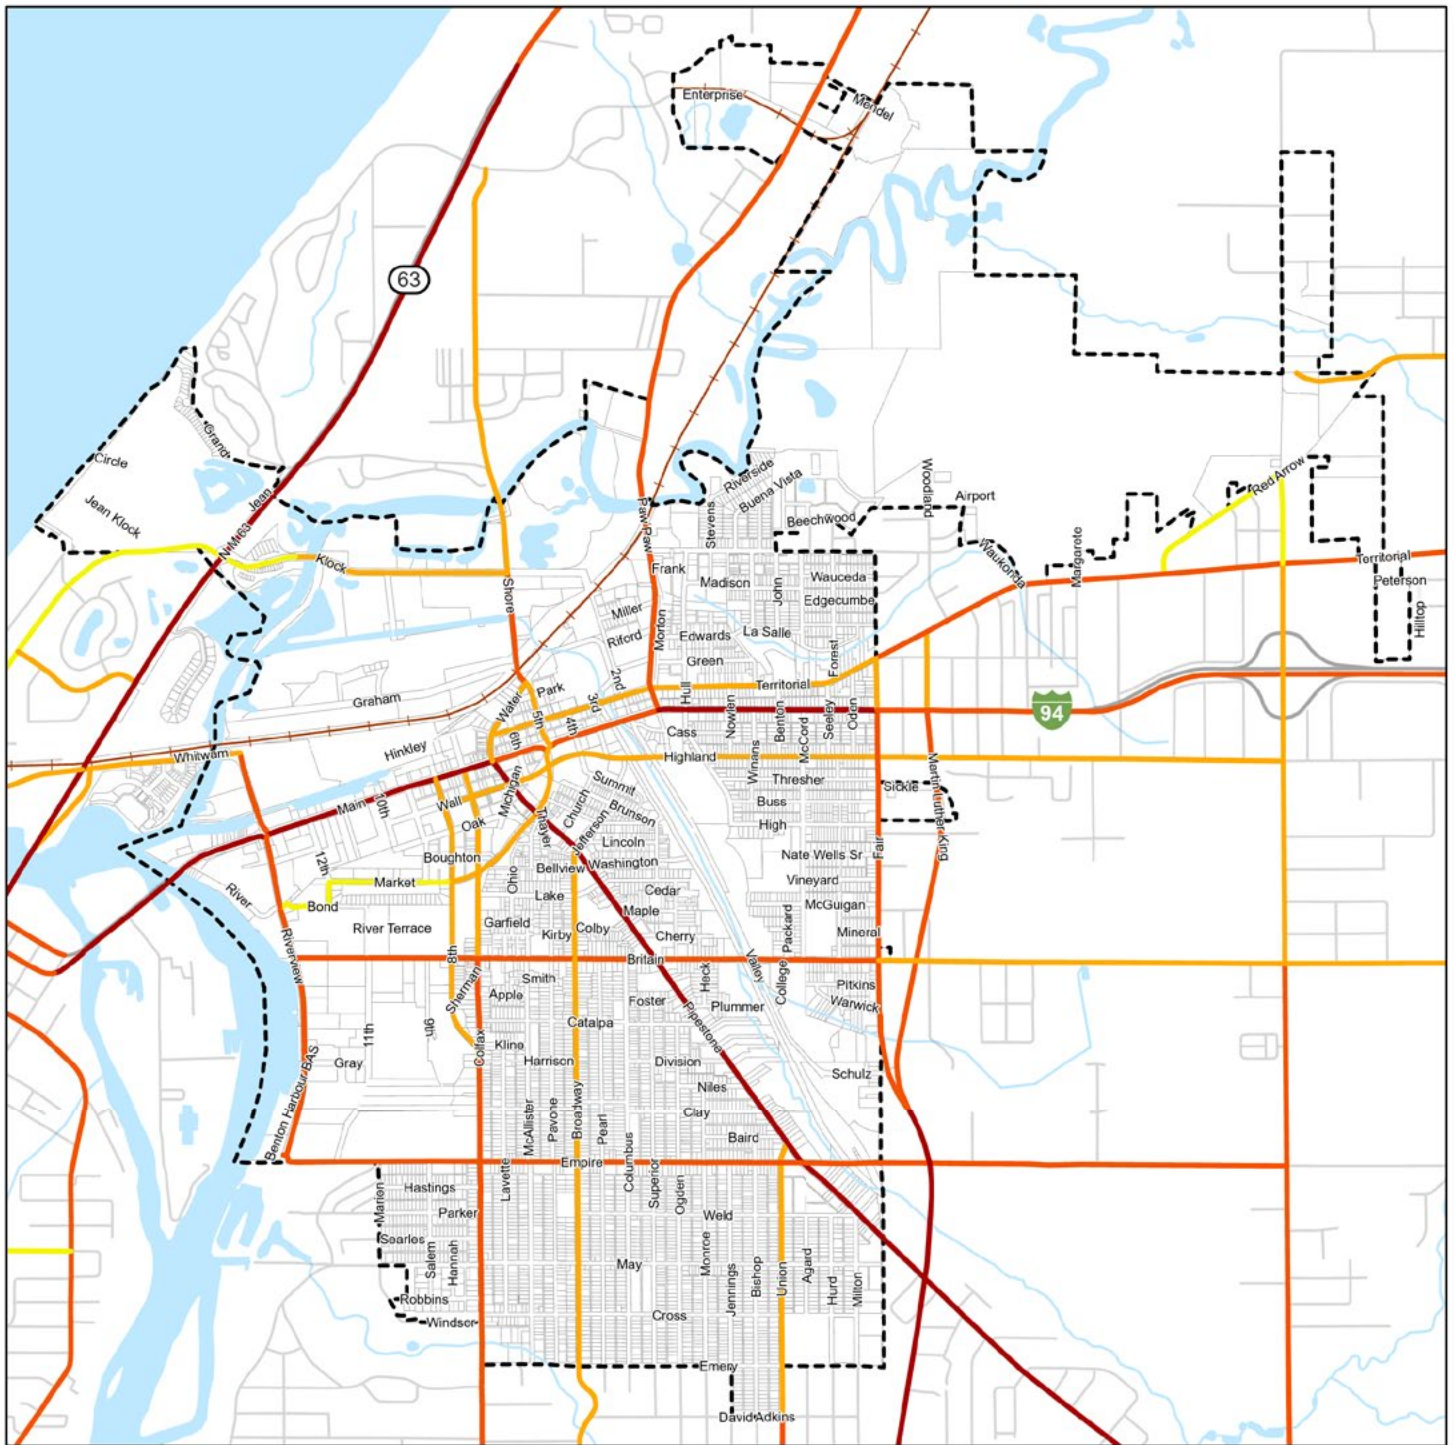 Enterprise
Mendel
63
Grand
Circle
Jean Klock
Jean
M 63
Klock
Shore
Paw Paw
Stevens
Riverside
Buena Vista
Beechwood
Woodland
Airport
Waukonda
Margarote
Red Arrow
Territorial
Peterson
Hilltop
Frank
Madison
John
Wauceda
Edgecumbe
Miller
Riford
Morton
Edwards
La Salle
Green
Forest
Territorial
Graham
Water
Park
2nd
3rd
4th
5th
6th
Hull
Nowlen
Benton
McCord
Seeley
Oden
94
Cass
Highland
Winans
Thresher
Whitwam
Hinkley
Main
10th
Wall
Michigan
Oak
Thayer
Church
Summit
Brunson
Jefferson
Lincoln
Buss
High
Sickle
Martin Luther King
Fair
Nate Wells Sr
Vineyard
McGuigan
Packard
Mineral
12th
Boughton
Market
Bond
River
River Terrace
Riverview
Ohio
Bellview
Washington
Lake
Cedar
Maple
Garfield
Kirby
Colby
Cherry
8th
Britain
Sherman
Smith
Apple
Heck
Valley
College
Pitkins
Warwick
Foster
Plummer
Pipestone
Catalpa
11th
9th
Colfax
Kline
Harrison
Division
Gray
Niles
Schulz
Benton Harbour BAS
McAllister
Pavone
Broadway
Pearl
Clay
Baird
Empire
Columbus
Superior
Lavette
Ogden
Marion
Hastings
Parker
Searles
Salem
Hannah
Robbins
Windsor
Weld
May
Monroe
Jennings
Bishop
Union
Agard
Hurd
Milton
Cross
Emery
David Adkins